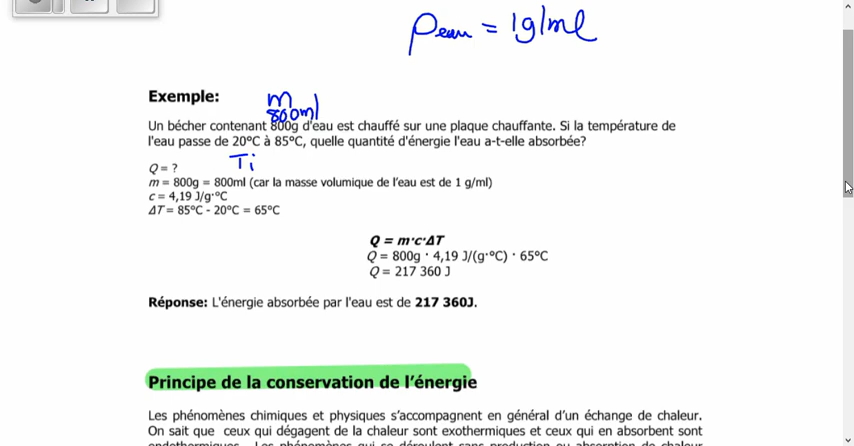 ρeau = 1g/ml
Exemple:
m
800ml
Un bécher contenant 800g d'eau est chauffé sur une plaque chauffante. Si la température de
l'eau passe de 20°C à 85°C, quelle quantité d'énergie l'eau a-t-elle absorbée?
Ti
Q = ?
m = 800g = 800ml (car la masse volumique de l'eau est de 1 g/ml)
c = 4,19 J/g·°C
ΔT = 85°C - 20°C = 65°C
Q = m·c·ΔT
Q = 800g · 4,19 J/(g·°C) · 65°C
Q = 217 360 J
Réponse: L'énergie absorbée par l'eau est de 217 360J.
Principe de la conservation de l'énergie
Les phénomènes chimiques et physiques s'accompagnent en général d'un échange de chaleur.
On sait que ceux qui dégagent de la chaleur sont exothermiques et ceux qui en absorbent sont